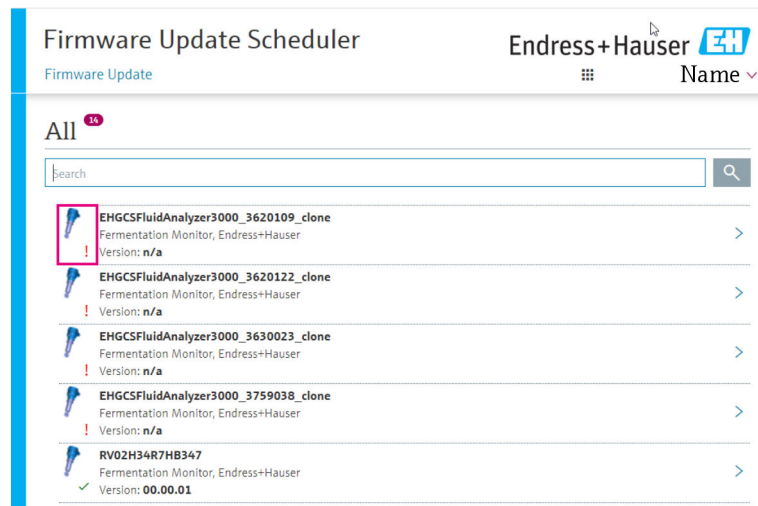 Firmware Update Scheduler
Endress+Hauser EH
Firmware Update
Name
All 14
Search
EHGCSFluidAnalyzer3000_3620109_clone
Fermentation Monitor, Endress+Hauser
! Version: n/a
EHGCSFluidAnalyzer3000_3620122_clone
Fermentation Monitor, Endress+Hauser
! Version: n/a
EHGCSFluidAnalyzer3000_3630023_clone
Fermentation Monitor, Endress+Hauser
! Version: n/a
EHGCSFluidAnalyzer3000_3759038_clone
Fermentation Monitor, Endress+Hauser
! Version: n/a
RV02H34R7HB347
Fermentation Monitor, Endress+Hauser
Version: 00.00.01